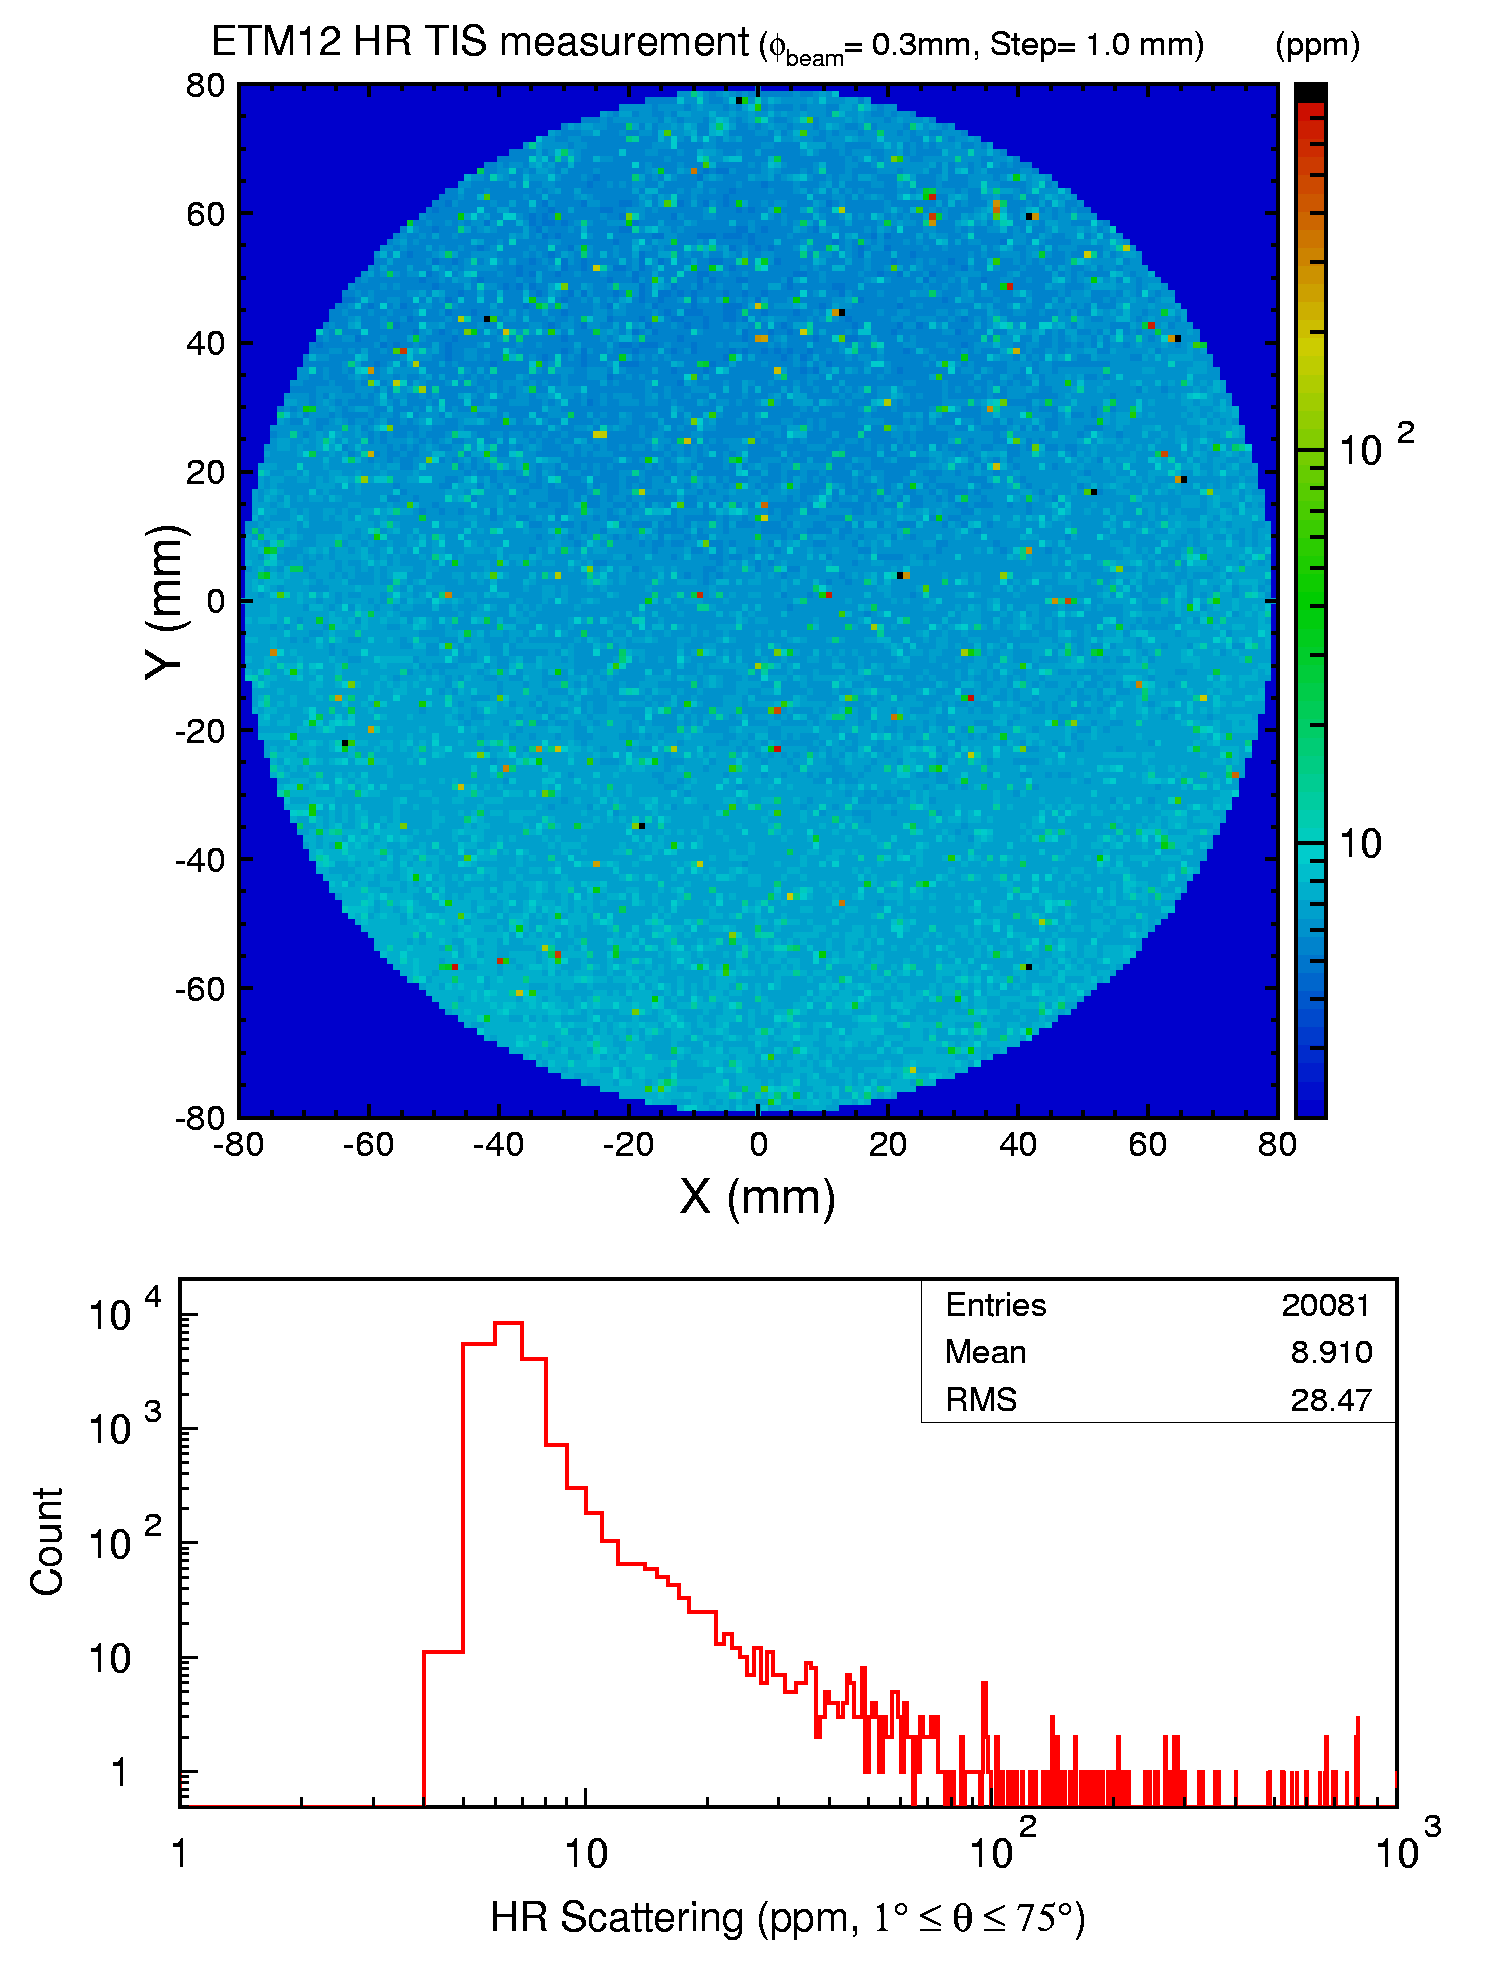 ETM12 HR TIS measurement (ϕbeam= 0.3mm, Step= 1.0 mm) (ppm)
80
60
40
20
0
-20
-40
-60
-80
Y (mm)
-80 -60 -40 -20 0 20 40 60 80
X (mm)
10 2
10
Entries 20081
Mean 8.910
RMS 28.47
10 4
10 3
10 2
10
1
Count
1 10 10 2 10 3
HR Scattering (ppm, 1° ≤ θ ≤ 75°)